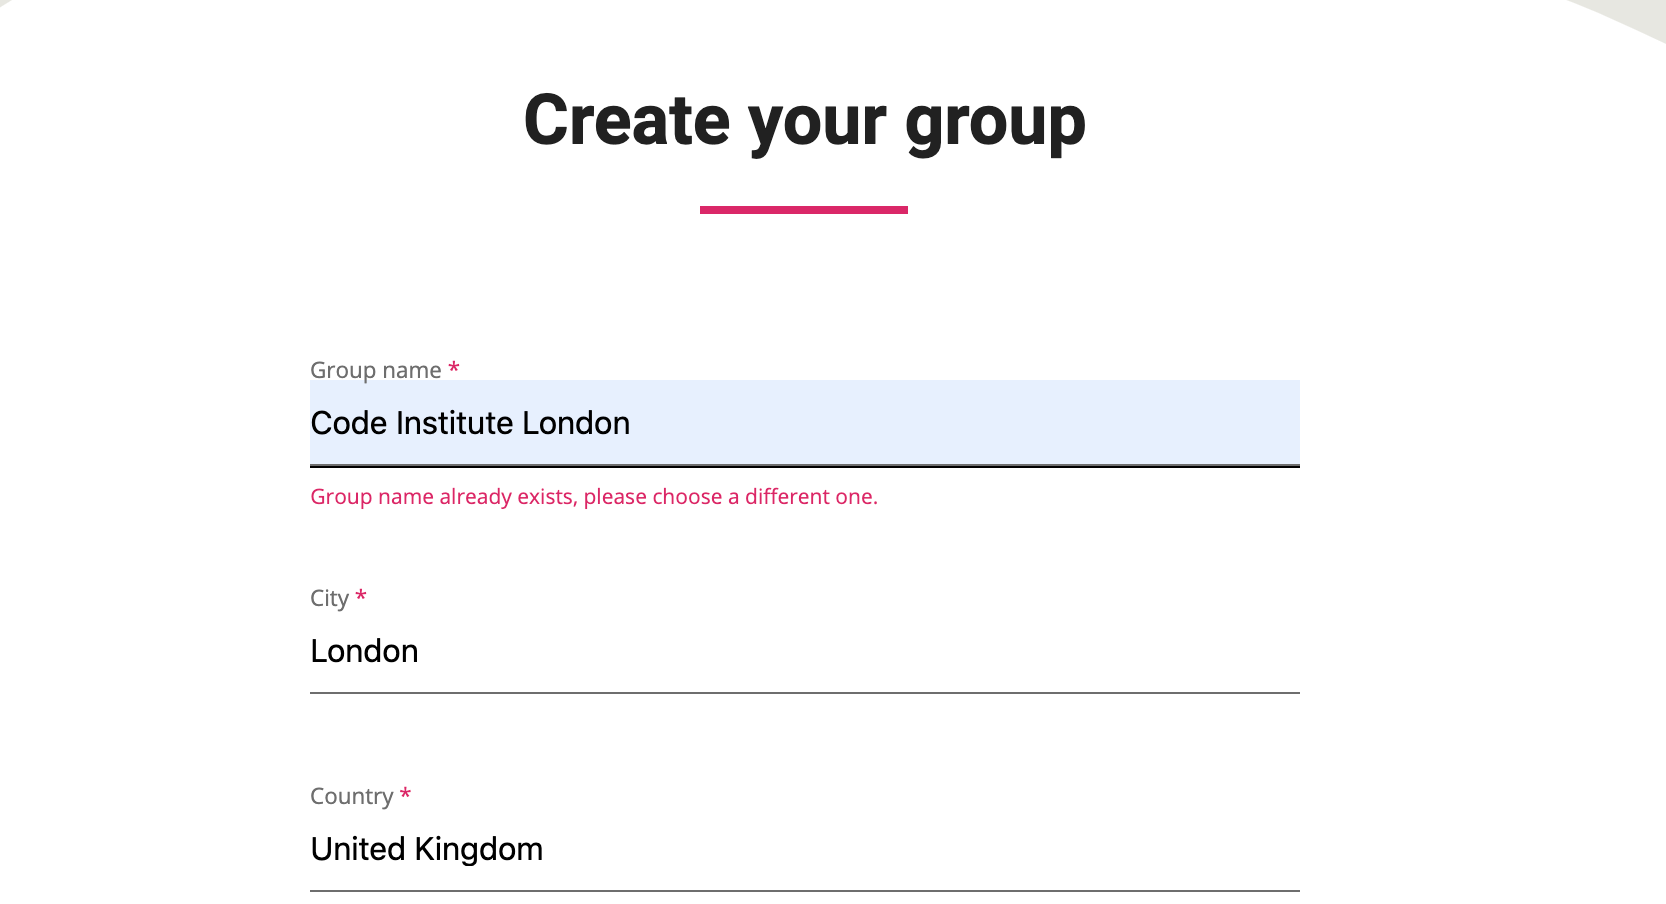 Create your group
Group name *
Code Institute London
Group name already exists, please choose a different one.
City *
London
Country *
United Kingdom